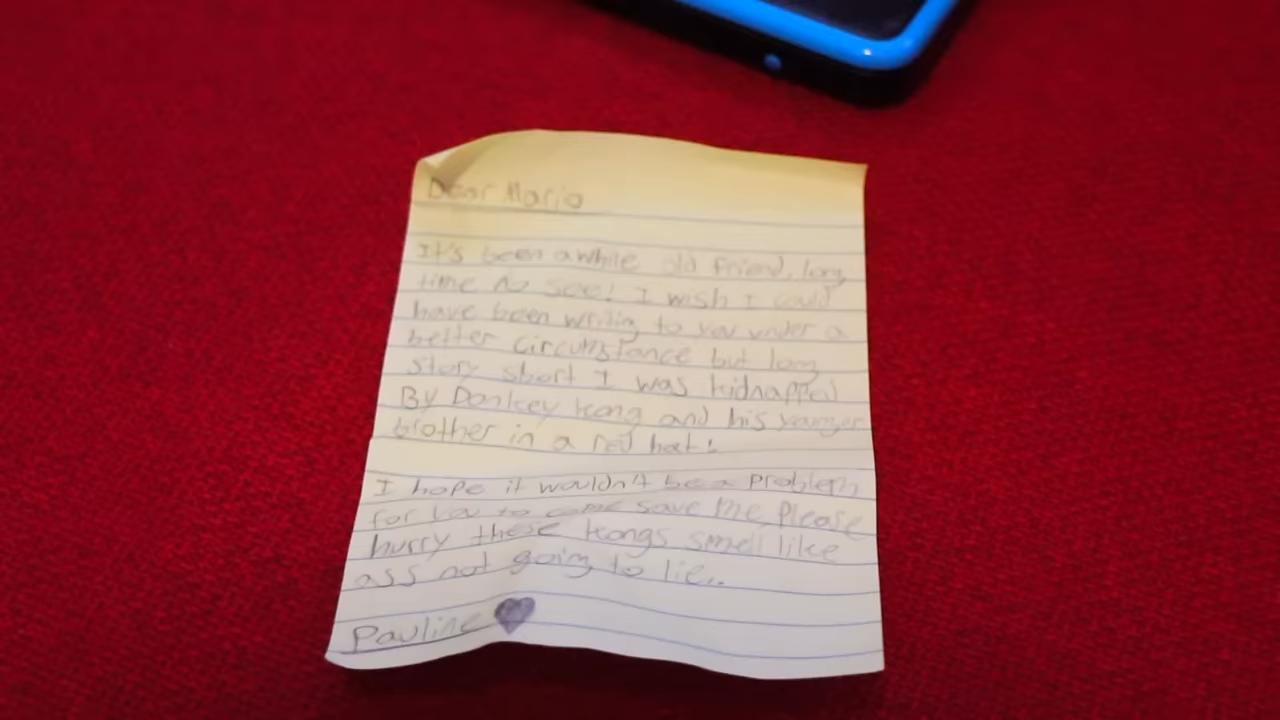 Dear Mario
It's been awhile old friend, long
time no see! I wish I could
have been writing to you under a
better circumstance but long
story short I was kidnapped
By Donkey Kong and his younger
brother in a red hat!
I hope it wouldn't be a problem
for you to come save me, please
hurry these Kongs smell like
ass not going to lie..
Pauline